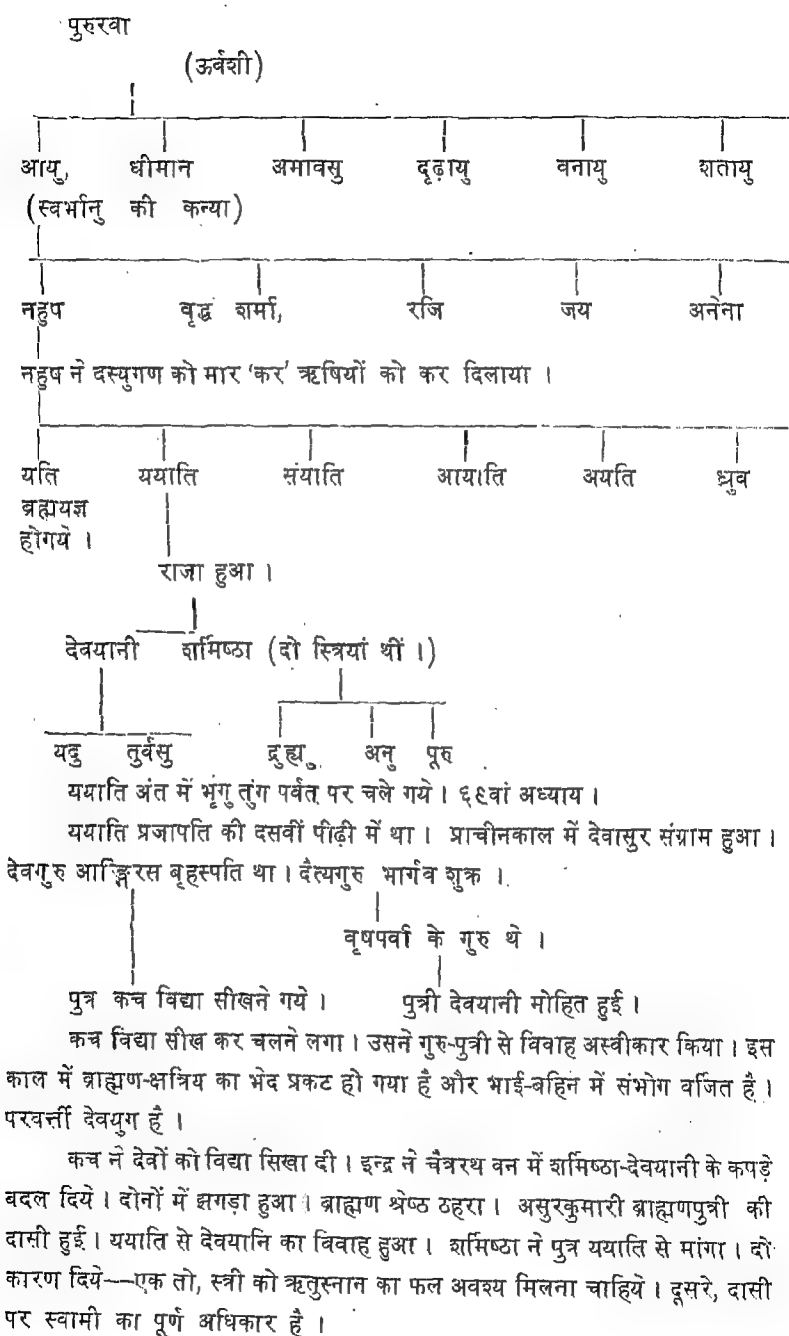 पुरुरवा
(ऊर्वशी)
आयु, धीमान अमावसु दृढ़ायु वनायु शतायु
(स्वर्भानु की कन्या)
नहुष वृद्ध शर्मा, रजि जय अनेना
नहुष ने दस्युगण को मार ‘कर’ ऋषियों को कर दिलाया ।
यति ययाति संयाति आयाति अयति ध्रुव
ब्रह्मयज्ञ
होगये ।
राजा हुआ ।
देवयानी शर्मिष्ठा (दो स्त्रियां थीं ।)
यदु तुर्वसु द्रुह्यु अनु पूरु
ययाति अंत में भृंगु तुंग पर्वत पर चले गये । ६९वां अध्याय ।
ययाति प्रजापति की दसवीं पीढ़ी में था । प्राचीनकाल में देवासुर संग्राम हुआ ।
देवगुरु आङ्गिरस बृहस्पति था । दैत्यगुरु भार्गव शुक्र ।
वृषपर्वा के गुरु थे ।
पुत्र कच विद्या सीखने गये । पुत्री देवयानी मोहित हुई ।
कच विद्या सीख कर चलने लगा । उसने गुरु-पुत्री से विवाह अस्वीकार किया । इस
काल में ब्राह्मण-क्षत्रिय का भेद प्रकट हो गया है और भाई-बहिन में संभोग वर्जित है ।
परवर्त्ती देवयुग है ।
कच ने देवों को विद्या सिखा दी । इन्द्र ने चैत्ररथ वन में शर्मिष्ठा-देवयानी के कपड़े
बदल दिये । दोनों में झगड़ा हुआ । ब्राह्मण श्रेष्ठ ठहरा । असुरकुमारी ब्राह्मणपुत्री की
दासी हुई । ययाति से देवयानि का विवाह हुआ । शर्मिष्ठा ने पुत्र ययाति से मांगा । दो
कारण दिये—एक तो, स्त्री को ऋतुस्नान का फल अवश्य मिलना चाहिये । दूसरे, दासी
पर स्वामी का पूर्ण अधिकार है ।